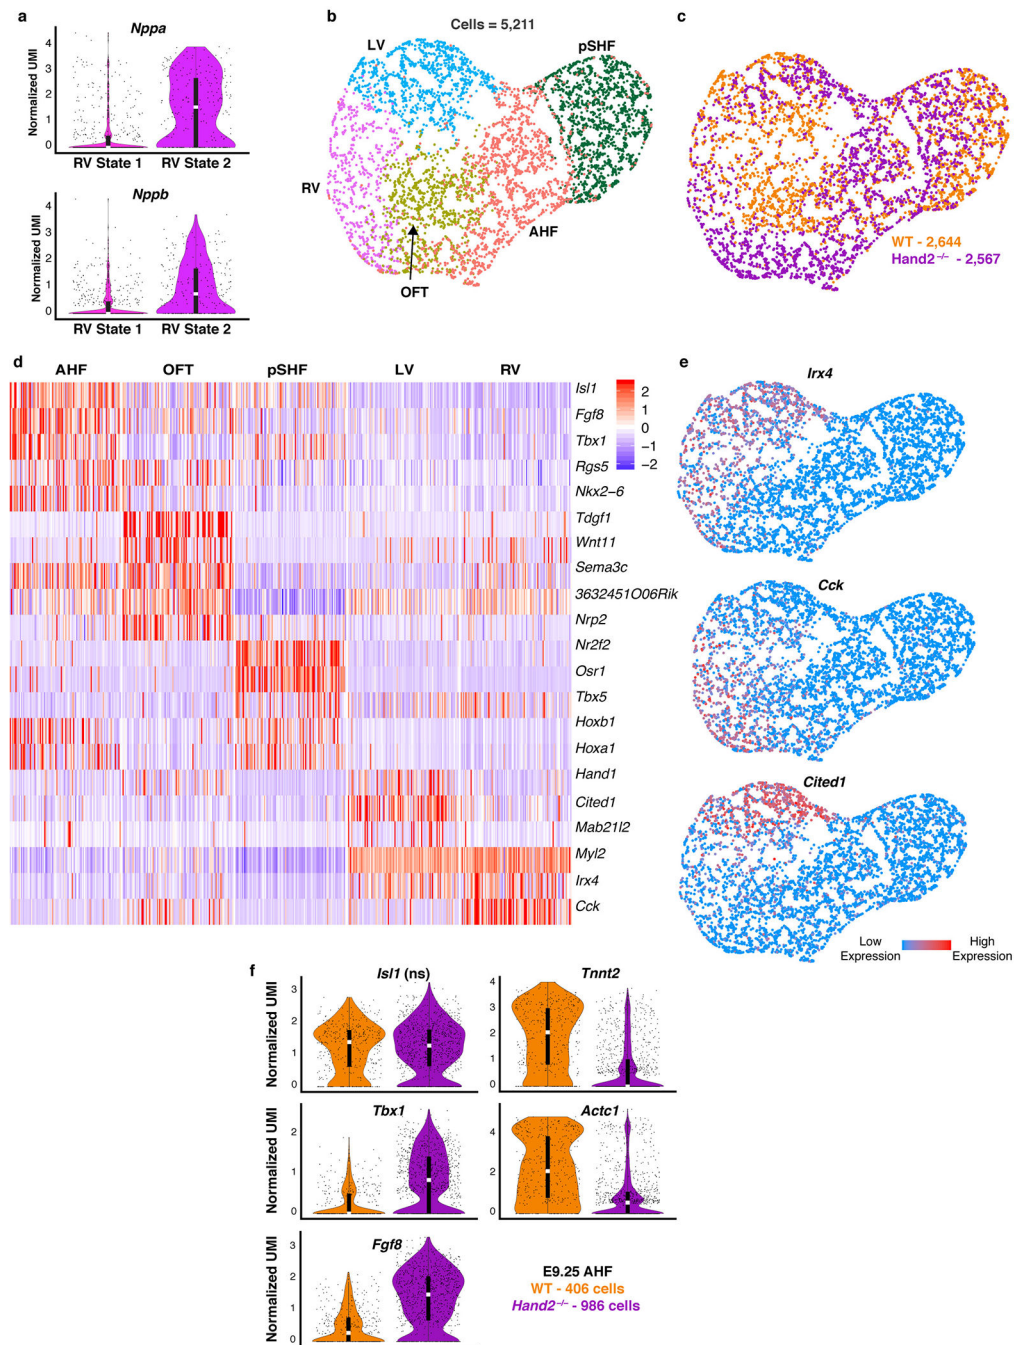 a
Nppa
Normalized UMI
4
3
2
1
0
RV State 1 RV State 2
Nppb
Normalized UMI
4
3
2
1
0
RV State 1 RV State 2
b
Cells = 5,211
LV
pSHF
RV
AHF
OFT
c
WT - 2,644
Hand2⁻/⁻ - 2,567
d
AHF OFT pSHF LV RV
Isl1
Fgf8
Tbx1
Rgs5
Nkx2−6
Tdgf1
Wnt11
Sema3c
3632451O06Rik
Nrp2
Nr2f2
Osr1
Tbx5
Hoxb1
Hoxa1
Hand1
Cited1
Mab21l2
Myl2
Irx4
Cck
2
1
0
−1
−2
e
Irx4
Cck
Cited1
Low Expression
High Expression
f
Isl1 (ns)
Normalized UMI
3
2
1
0
Tnnt2
4
3
2
1
0
Tbx1
Normalized UMI
2
1
0
Actc1
4
2
0
Fgf8
Normalized UMI
3
2
1
0
E9.25 AHF
WT - 406 cells
Hand2⁻/⁻ - 986 cells